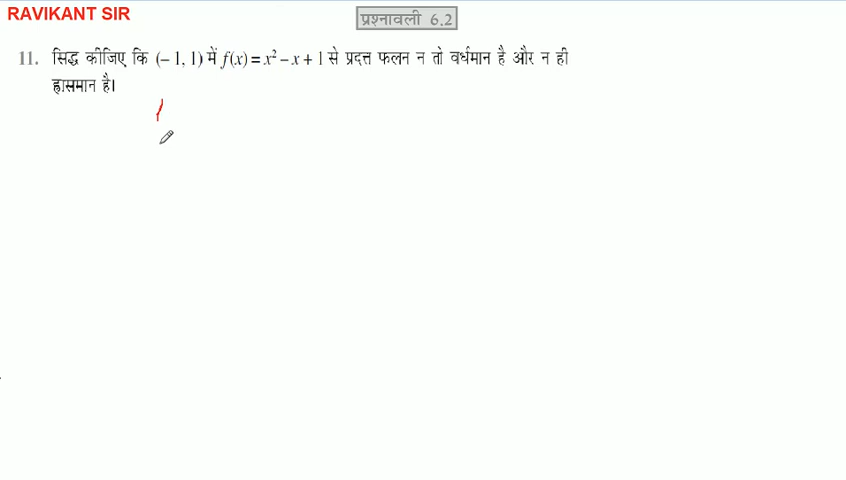 RAVIKANT SIR
प्रश्नावली 6.2
11. सिद्ध कीजिए कि (– 1, 1) में f(x) = x² – x + 1 से प्रदत्त फलन न तो वर्धमान है और न ही
ह्रासमान है।